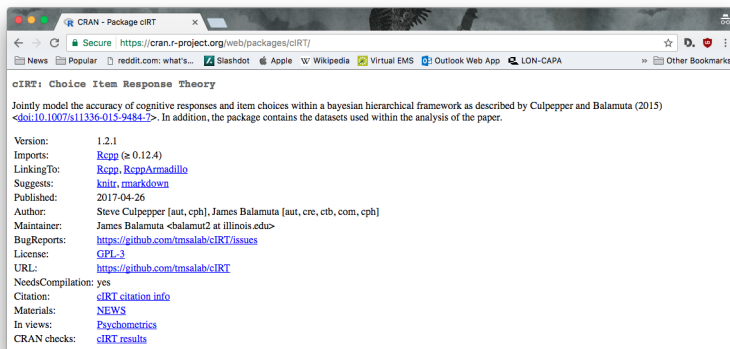 CRAN - Package cIRT
Secure https://cran.r-project.org/web/packages/cIRT/
D.
News Popular reddit.com: what's... Slashdot Apple W Wikipedia Virtual EMS Outlook Web App LON-CAPA » Other Bookmarks
cIRT: Choice Item Response Theory
Jointly model the accuracy of cognitive responses and item choices within a bayesian hierarchical framework as described by Culpepper and Balamuta (2015)
<doi:10.1007/s11336-015-9484-7>. In addition, the package contains the datasets used within the analysis of the paper.
Version: 1.2.1
Imports: Rcpp (≥ 0.12.4)
LinkingTo: Rcpp, RcppArmadillo
Suggests: knitr, rmarkdown
Published: 2017-04-26
Author: Steve Culpepper [aut, cph], James Balamuta [aut, cre, ctb, com, cph]
Maintainer: James Balamuta <balamut2 at illinois.edu>
BugReports: https://github.com/tmsalab/cIRT/issues
License: GPL-3
URL: https://github.com/tmsalab/cIRT
NeedsCompilation: yes
Citation: cIRT citation info
Materials: NEWS
In views: Psychometrics
CRAN checks: cIRT results